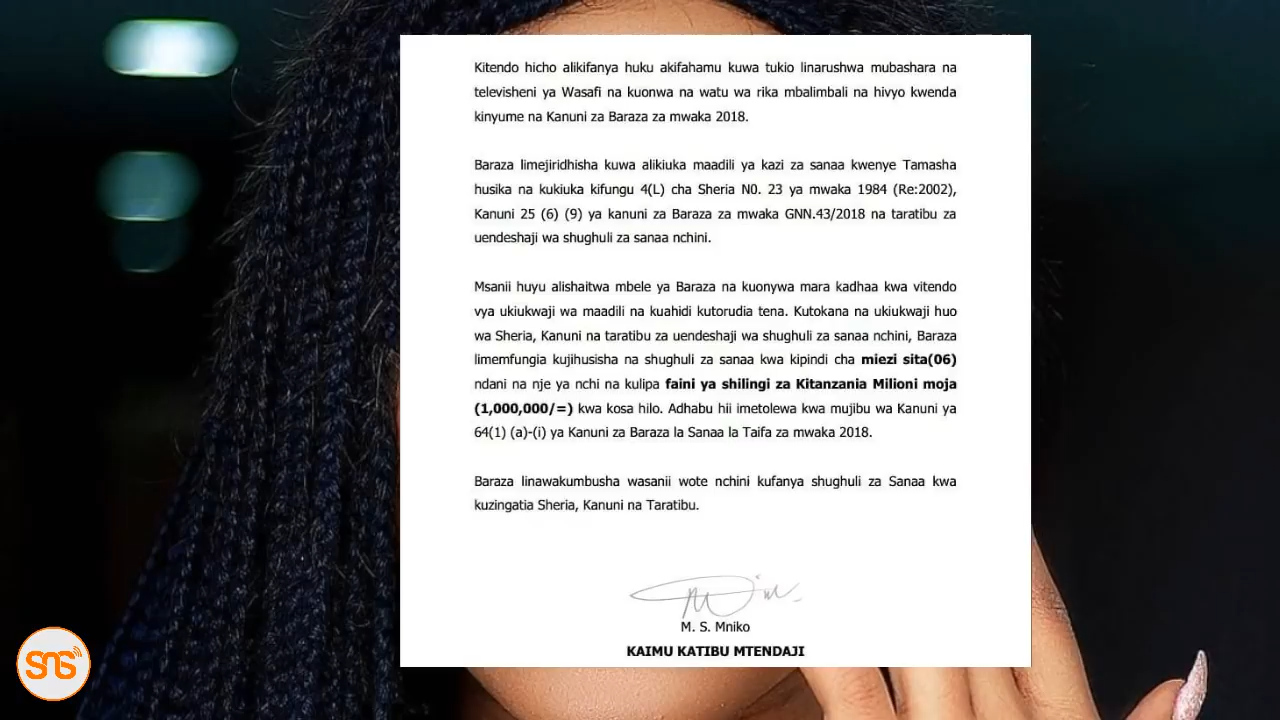 Kitendo hicho alikifanya huku akifahamu kuwa tukio linarushwa mubashara na
televisheni ya Wasafi na kuonwa na watu wa rika mbalimbali na hivyo kwenda
kinyume na Kanuni za Baraza za mwaka 2018.
Baraza limejiridhisha kuwa alikiuka maadili ya kazi za sanaa kwenye Tamasha
husika na kukiuka kifungu 4(L) cha Sheria N0. 23 ya mwaka 1984 (Re:2002),
Kanuni 25 (6) (9) ya kanuni za Baraza za mwaka GNN.43/2018 na taratibu za
uendeshaji wa shughuli za sanaa nchini.
Msanii huyu alishaitwa mbele ya Baraza na kuonywa mara kadhaa kwa vitendo
vya ukiukwaji wa maadili na kuahidi kutorudia tena. Kutokana na ukiukwaji huo
wa Sheria, Kanuni na taratibu za uendeshaji wa shughuli za sanaa nchini, Baraza
limemfungia kujihusisha na shughuli za sanaa kwa kipindi cha miezi sita(06)
ndani na nje ya nchi na kulipa faini ya shilingi za Kitanzania Milioni moja
(1,000,000/=) kwa kosa hilo. Adhabu hii imetolewa kwa mujibu wa Kanuni ya
64(1) (a)-(i) ya Kanuni za Baraza la Sanaa la Taifa za mwaka 2018.
Baraza linawakumbusha wasanii wote nchini kufanya shughuli za Sanaa kwa
kuzingatia Sheria, Kanuni na Taratibu.
M. S. Mniko
KAIMU KATIBU MTENDAJI
SNS